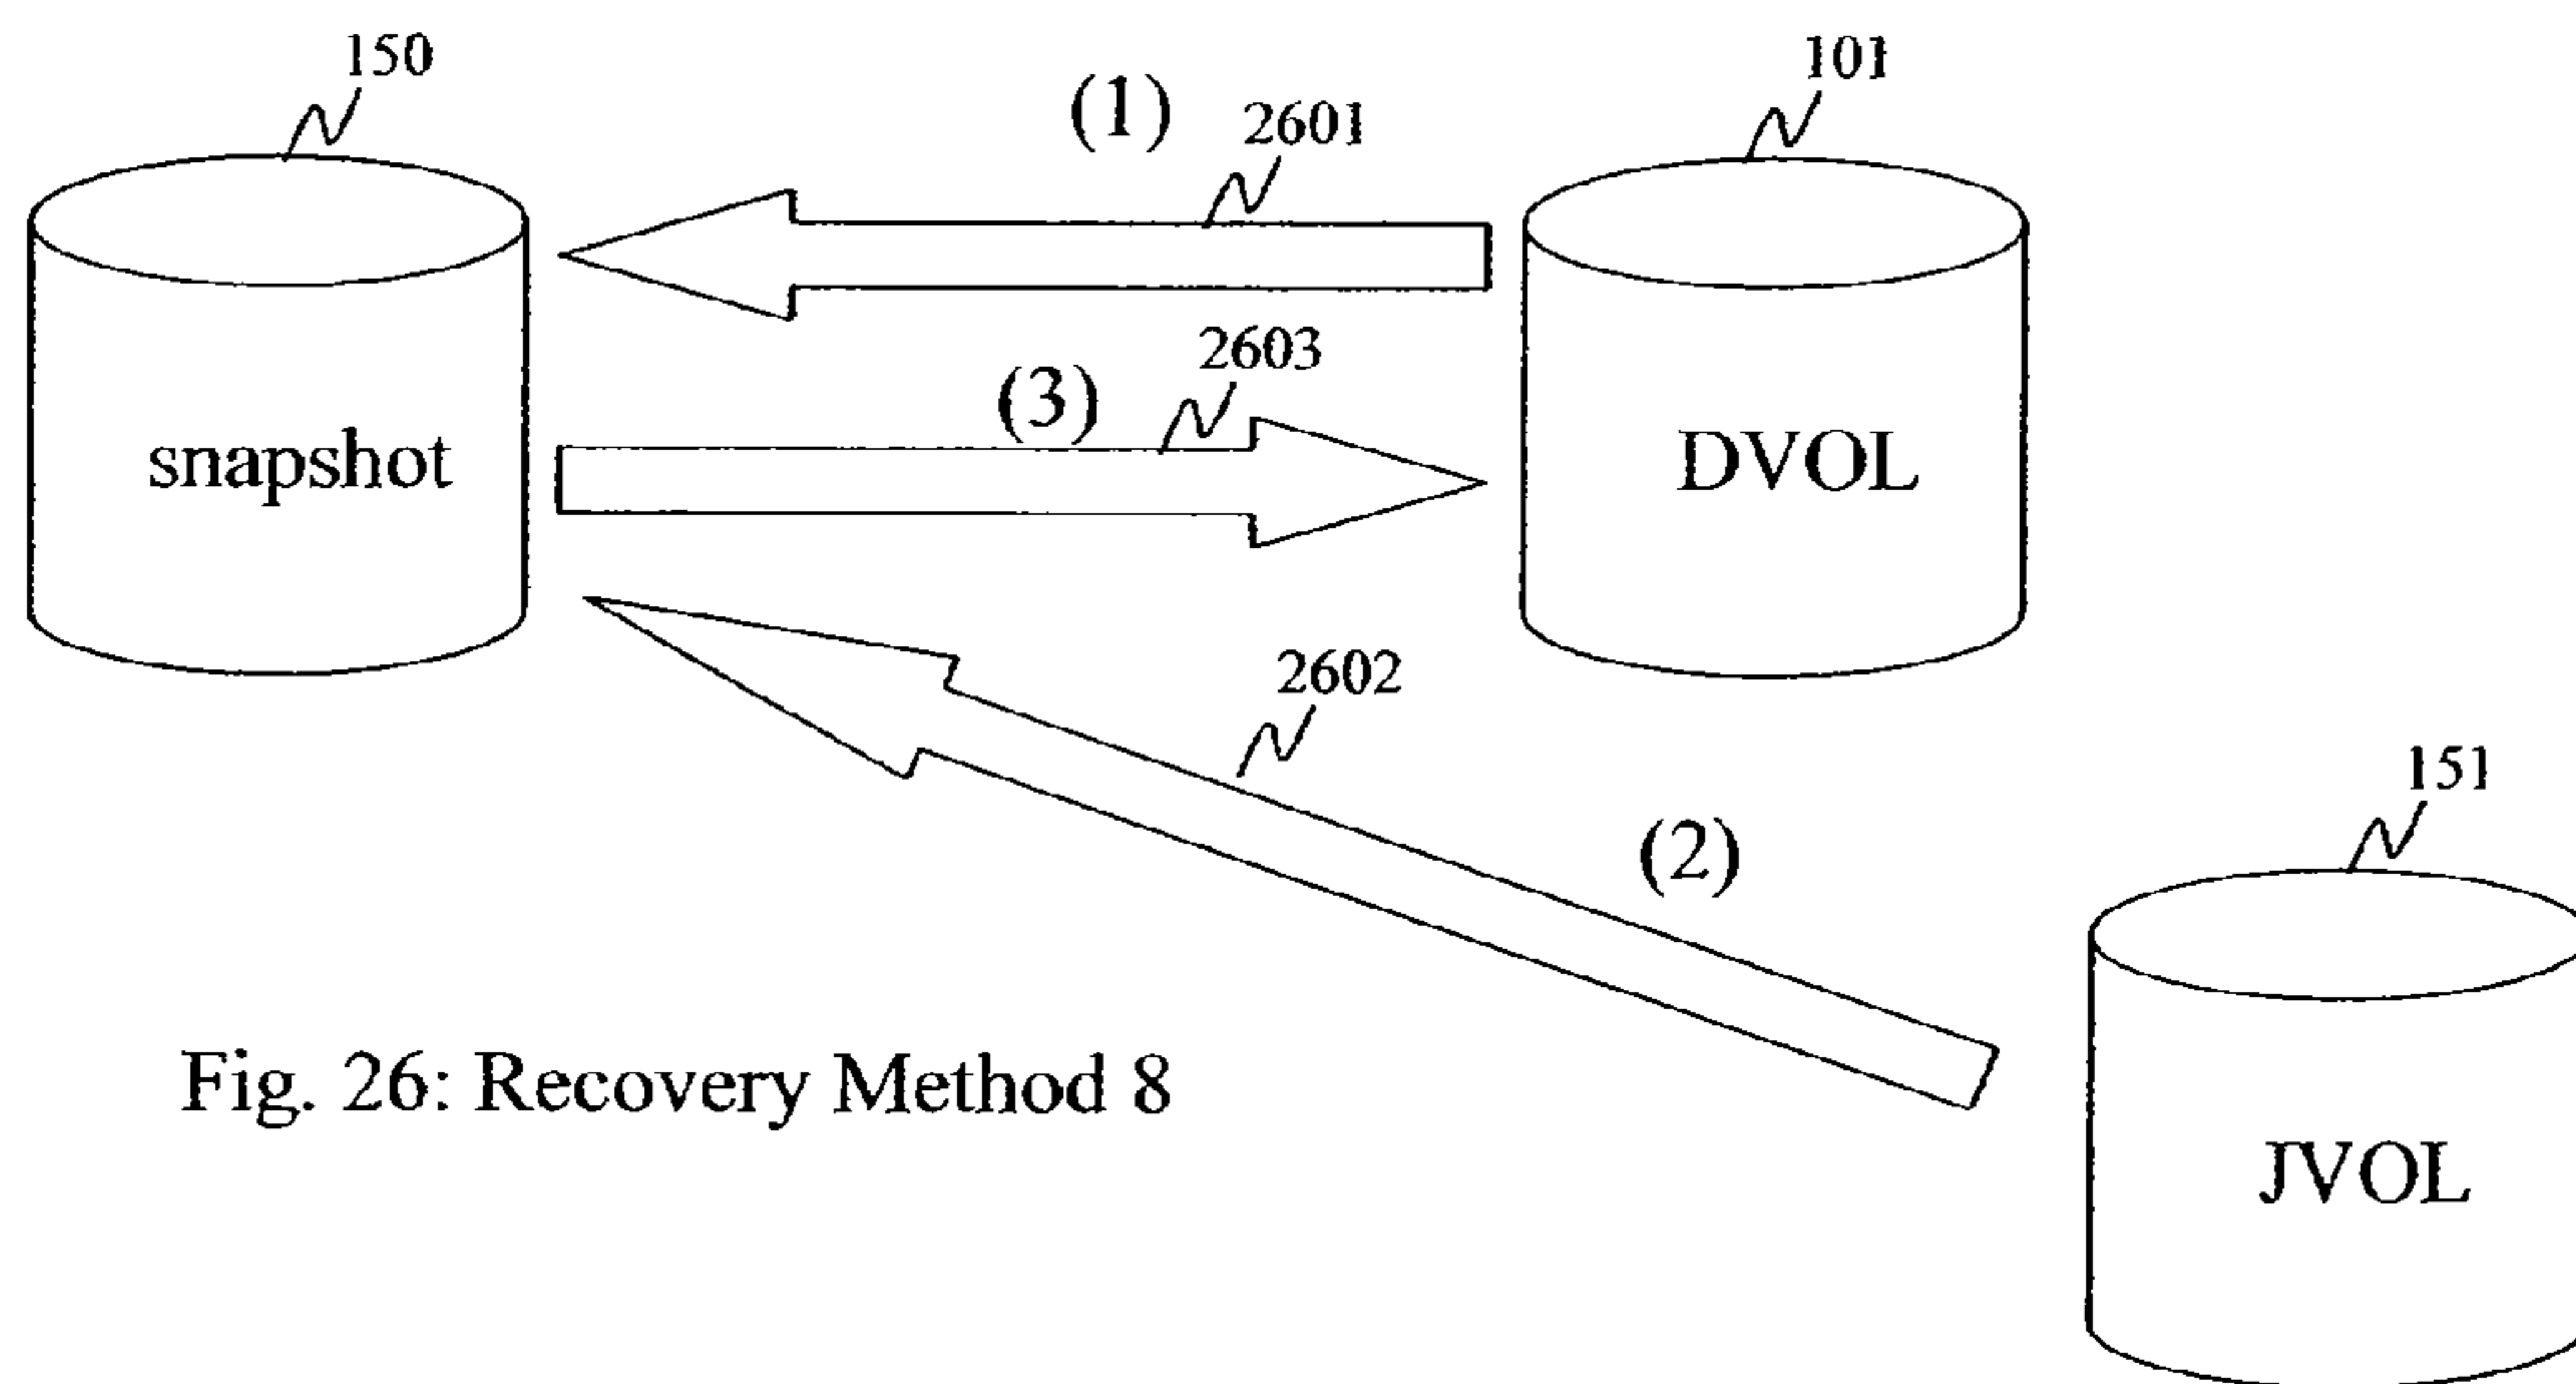 150
101
(1)
2601
2603
(3)
snapshot
DVOL
2602
151
(2)
Fig. 26: Recovery Method 8
JVOL